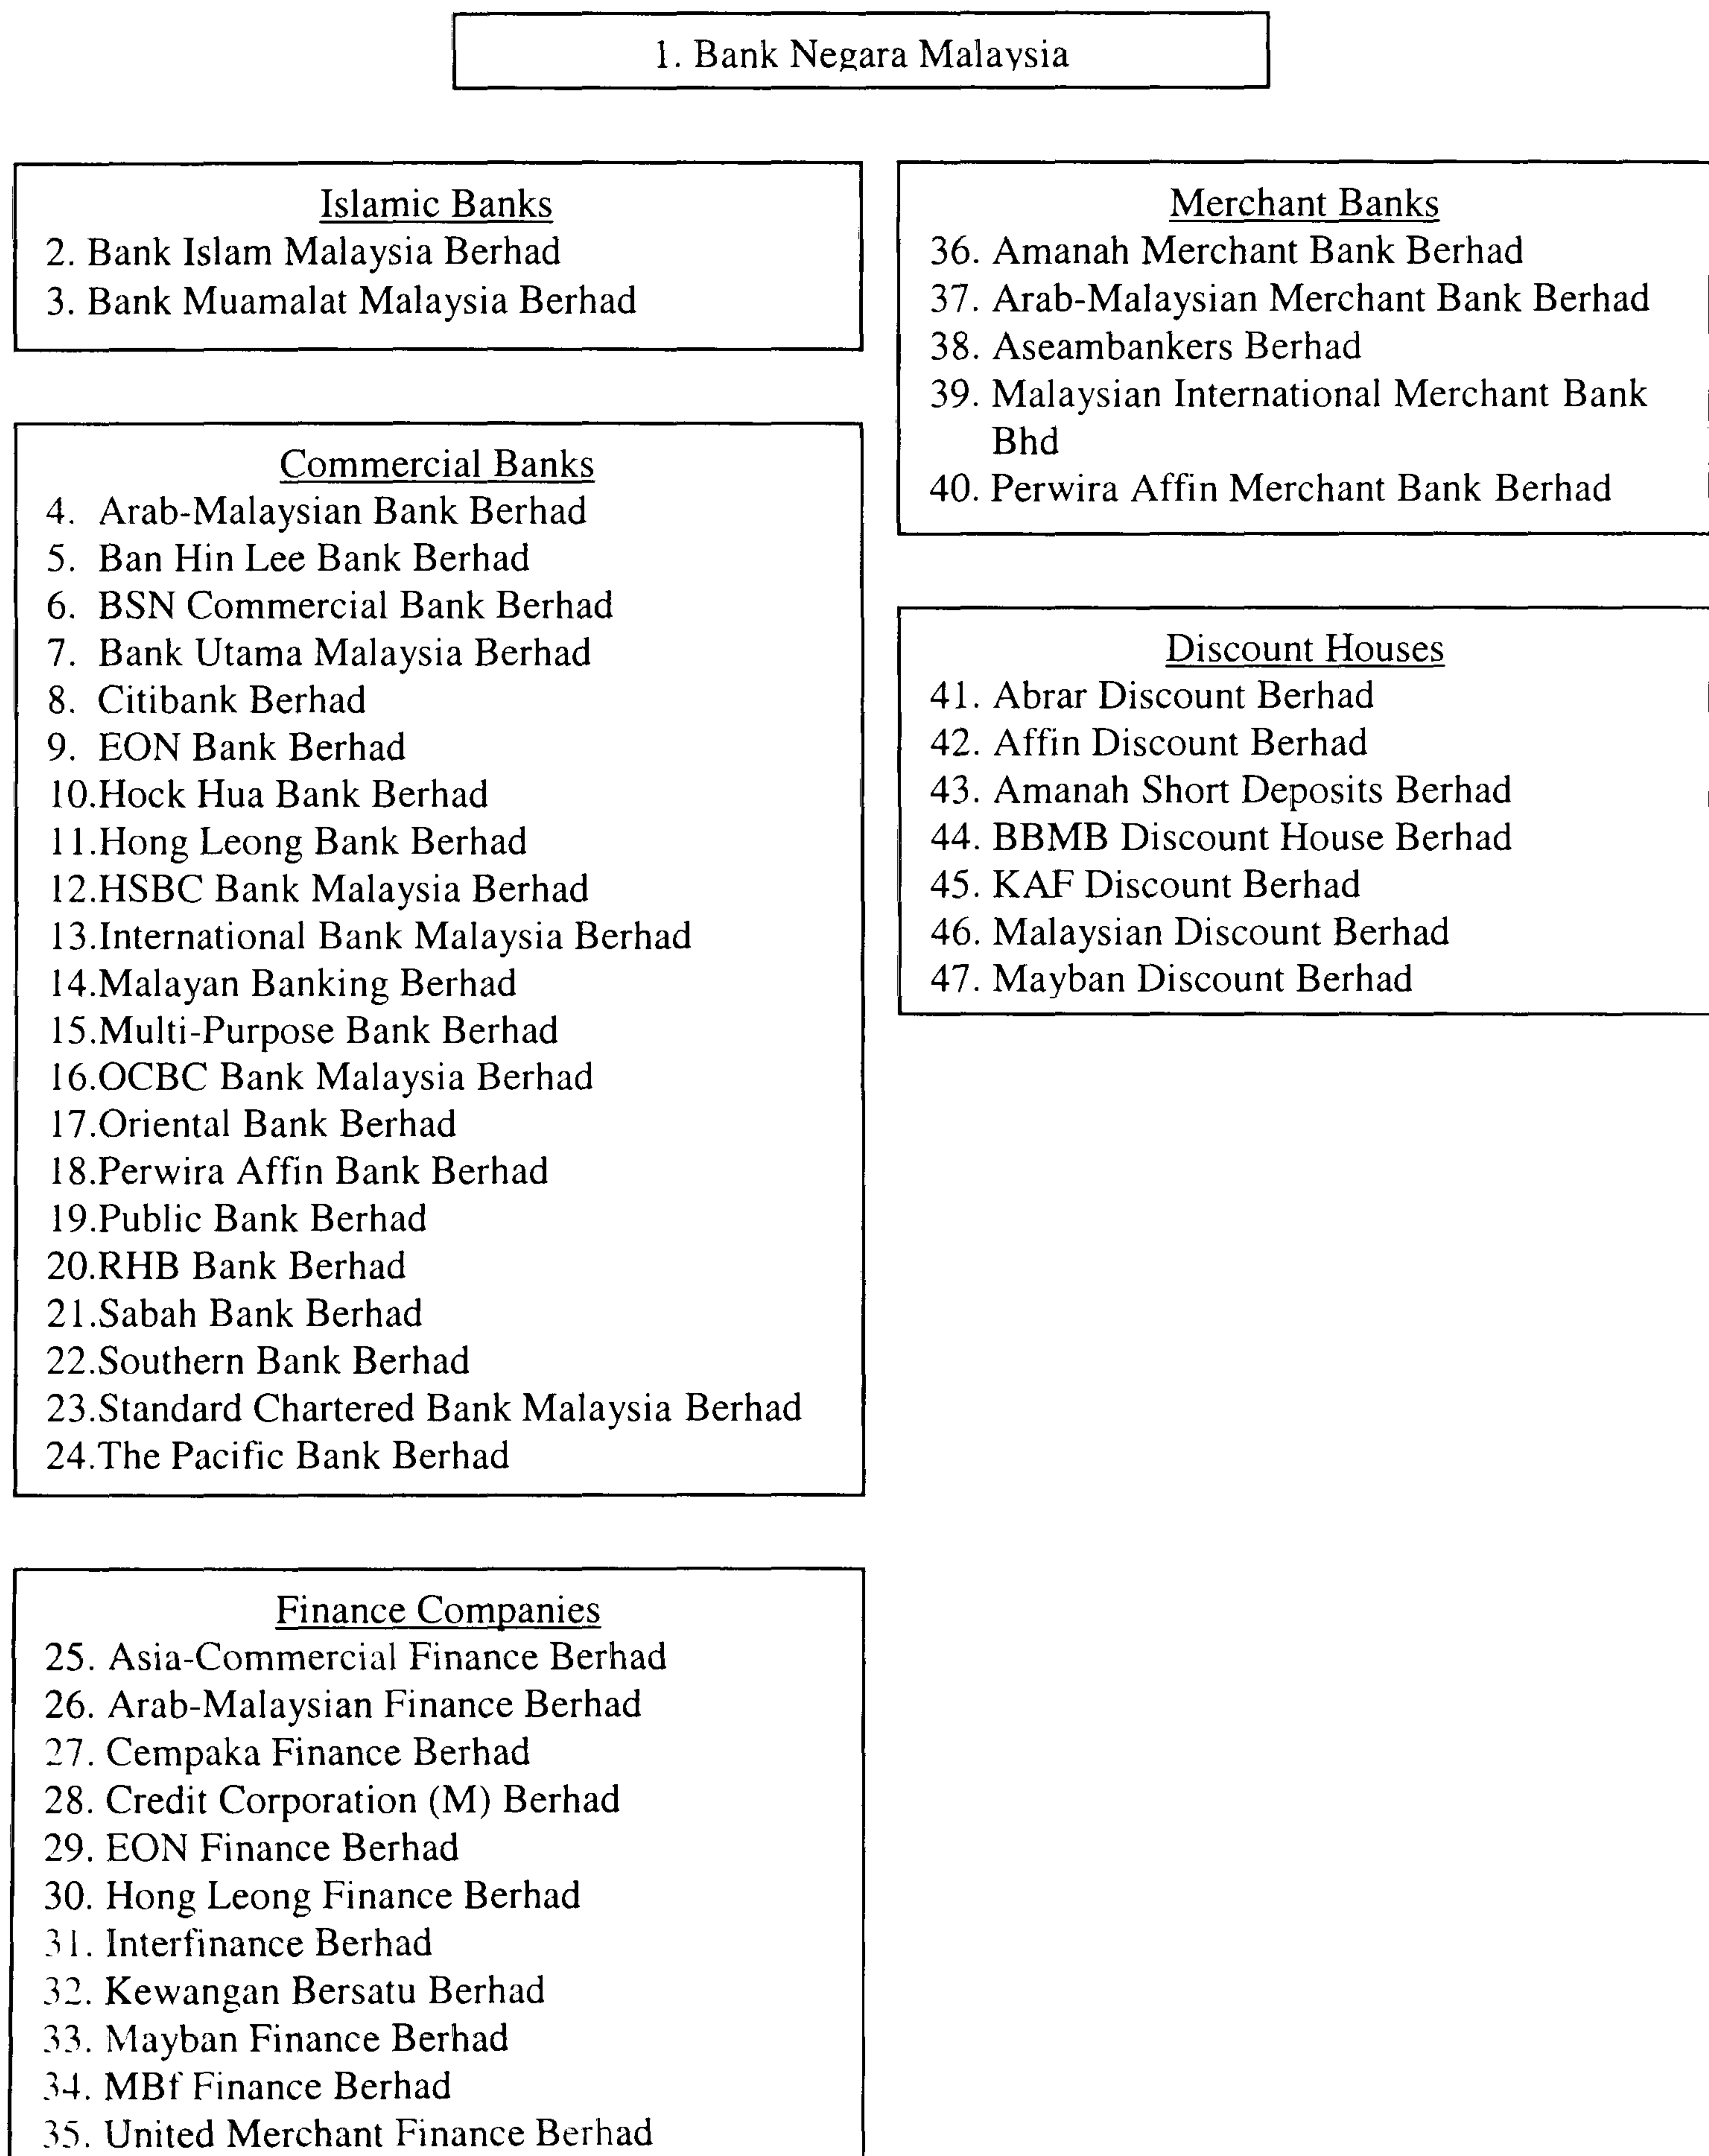 1. Bank Negara Malaysia
Islamic Banks
2. Bank Islam Malaysia Berhad
3. Bank Muamalat Malaysia Berhad
Commercial Banks
4. Arab-Malaysian Bank Berhad
5. Ban Hin Lee Bank Berhad
6. BSN Commercial Bank Berhad
7. Bank Utama Malaysia Berhad
8. Citibank Berhad
9. EON Bank Berhad
10.Hock Hua Bank Berhad
11.Hong Leong Bank Berhad
12.HSBC Bank Malaysia Berhad
13.International Bank Malaysia Berhad
14.Malayan Banking Berhad
15.Multi-Purpose Bank Berhad
16.OCBC Bank Malaysia Berhad
17.Oriental Bank Berhad
18.Perwira Affin Bank Berhad
19.Public Bank Berhad
20.RHB Bank Berhad
21.Sabah Bank Berhad
22.Southern Bank Berhad
23.Standard Chartered Bank Malaysia Berhad
24.The Pacific Bank Berhad
Finance Companies
25. Asia-Commercial Finance Berhad
26. Arab-Malaysian Finance Berhad
27. Cempaka Finance Berhad
28. Credit Corporation (M) Berhad
29. EON Finance Berhad
30. Hong Leong Finance Berhad
31. Interfinance Berhad
32. Kewangan Bersatu Berhad
33. Mayban Finance Berhad
34. MBf Finance Berhad
35. United Merchant Finance Berhad
Merchant Banks
36. Amanah Merchant Bank Berhad
37. Arab-Malaysian Merchant Bank Berhad
38. Aseambankers Berhad
39. Malaysian International Merchant Bank
Bhd
40. Perwira Affin Merchant Bank Berhad
Discount Houses
41. Abrar Discount Berhad
42. Affin Discount Berhad
43. Amanah Short Deposits Berhad
44. BBMB Discount House Berhad
45. KAF Discount Berhad
46. Malaysian Discount Berhad
47. Mayban Discount Berhad